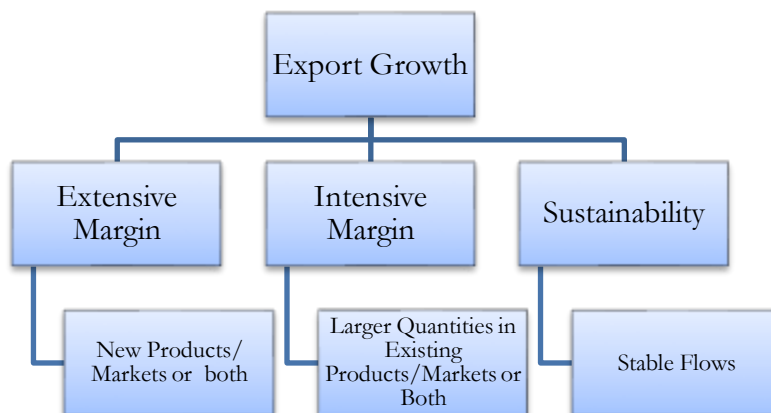 Export Growth
Extensive
Margin
Intensive
Margin
Sustainability
New Products/
Markets or both
Larger Quantities in
Existing
Products/Markets or
Both
Stable Flows